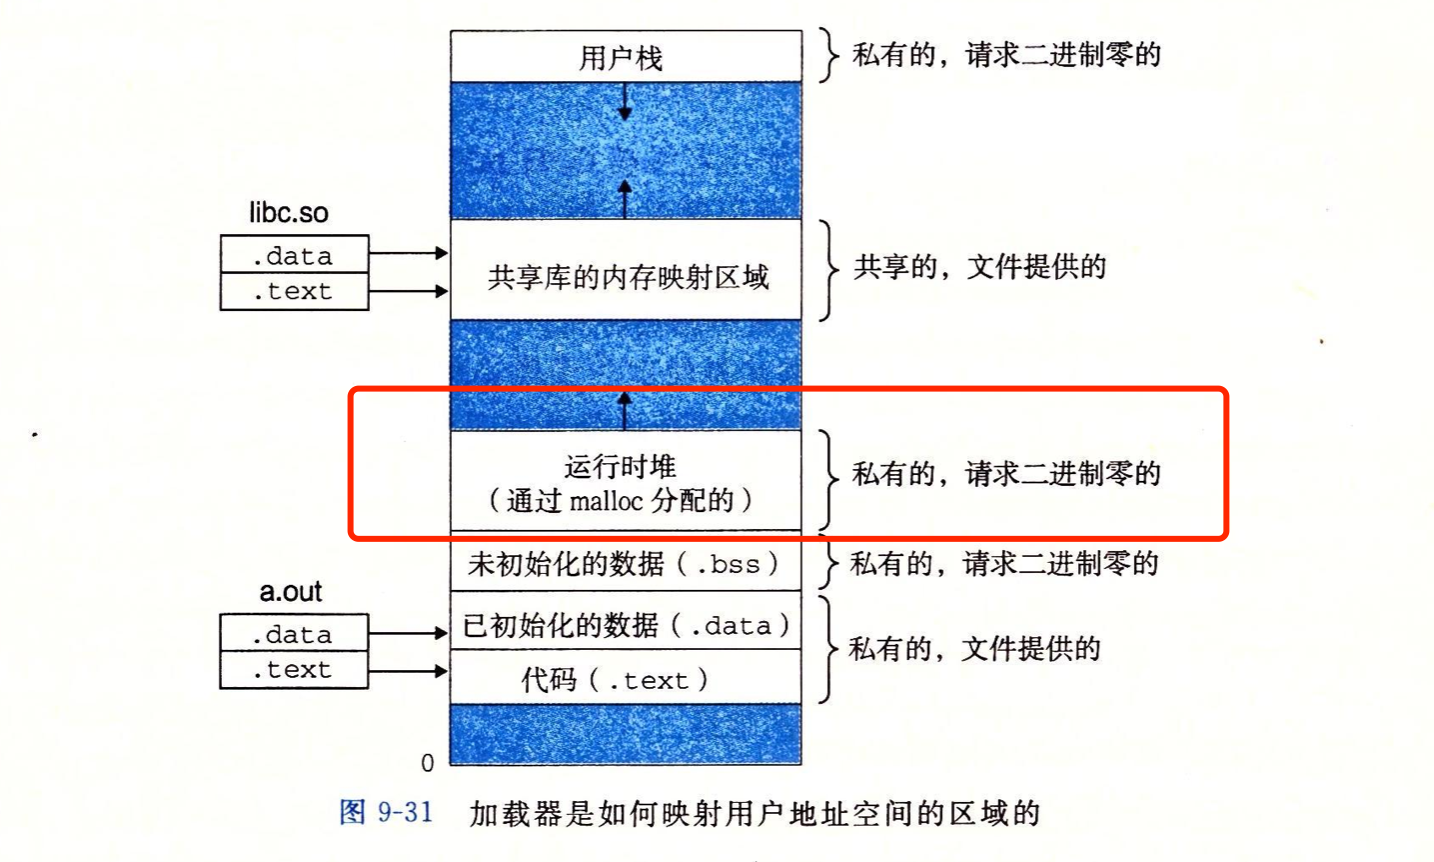 用户栈
私有的，请求二进制零的
libc.so
.data
.text
共享库的内存映射区域
共享的，文件提供的
运行时堆
（通过 malloc 分配的）
私有的，请求二进制零的
未初始化的数据（.bss）
私有的，请求二进制零的
a.out
.data
.text
已初始化的数据（.data）
代码（.text）
私有的，文件提供的
0
图 9-31 加载器是如何映射用户地址空间的区域的